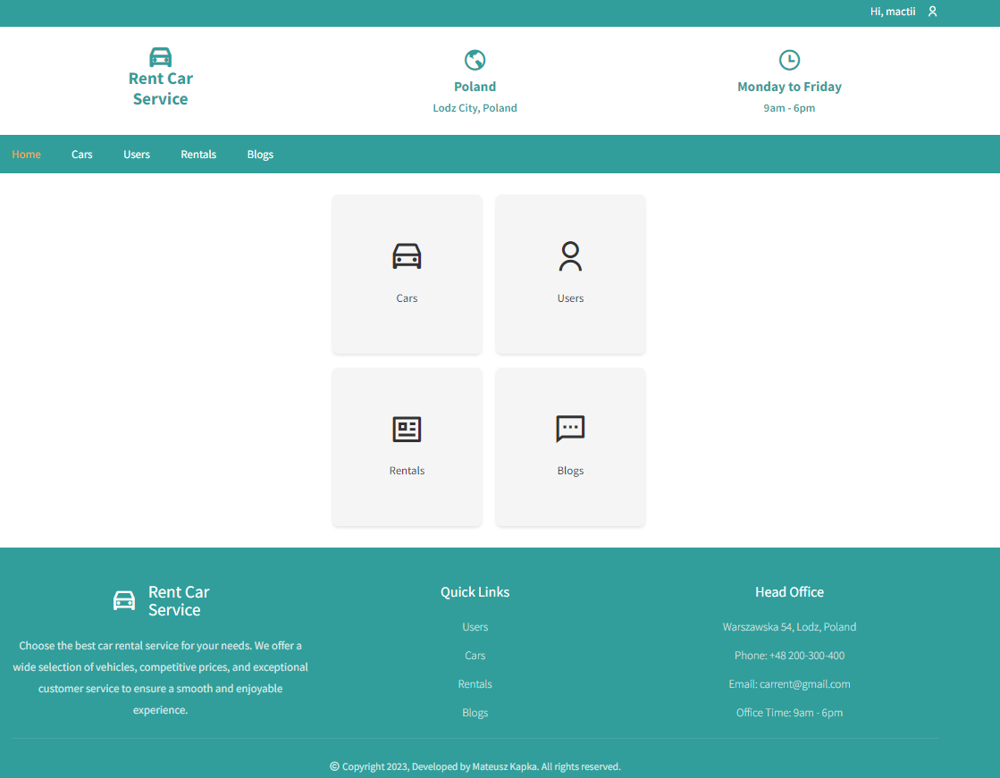 Hi, mactii
Rent Car
Service
Poland
Lodz City, Poland
Monday to Friday
9am - 6pm
Home Cars Users Rentals Blogs
Cars
Users
Rentals
Blogs
Rent Car
Service
Choose the best car rental service for your needs. We offer a
wide selection of vehicles, competitive prices, and exceptional
customer service to ensure a smooth and enjoyable
experience.
Quick Links
Users
Cars
Rentals
Blogs
Head Office
Warszawska 54, Lodz, Poland
Phone: +48 200-300-400
Email: carrent@gmail.com
Office Time: 9am - 6pm
© Copyright 2023, Developed by Mateusz Kapka. All rights reserved.